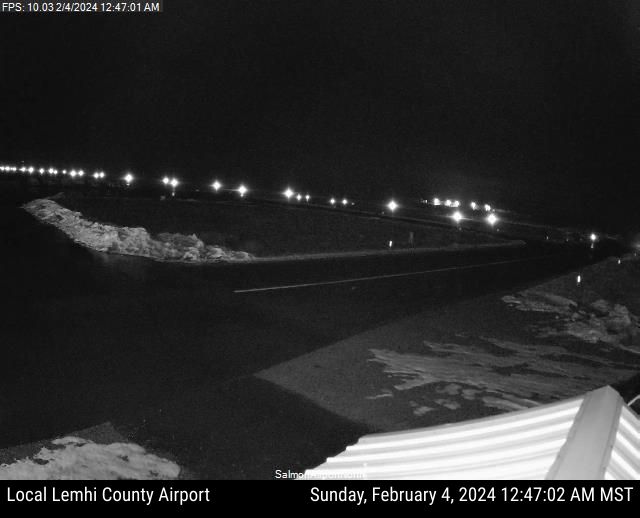 FPS: 10.03 2/4/2024 12:47:01 AM
Local Lemhi County Airport
Sunday, February 4, 2024 12:47:02 AM MST